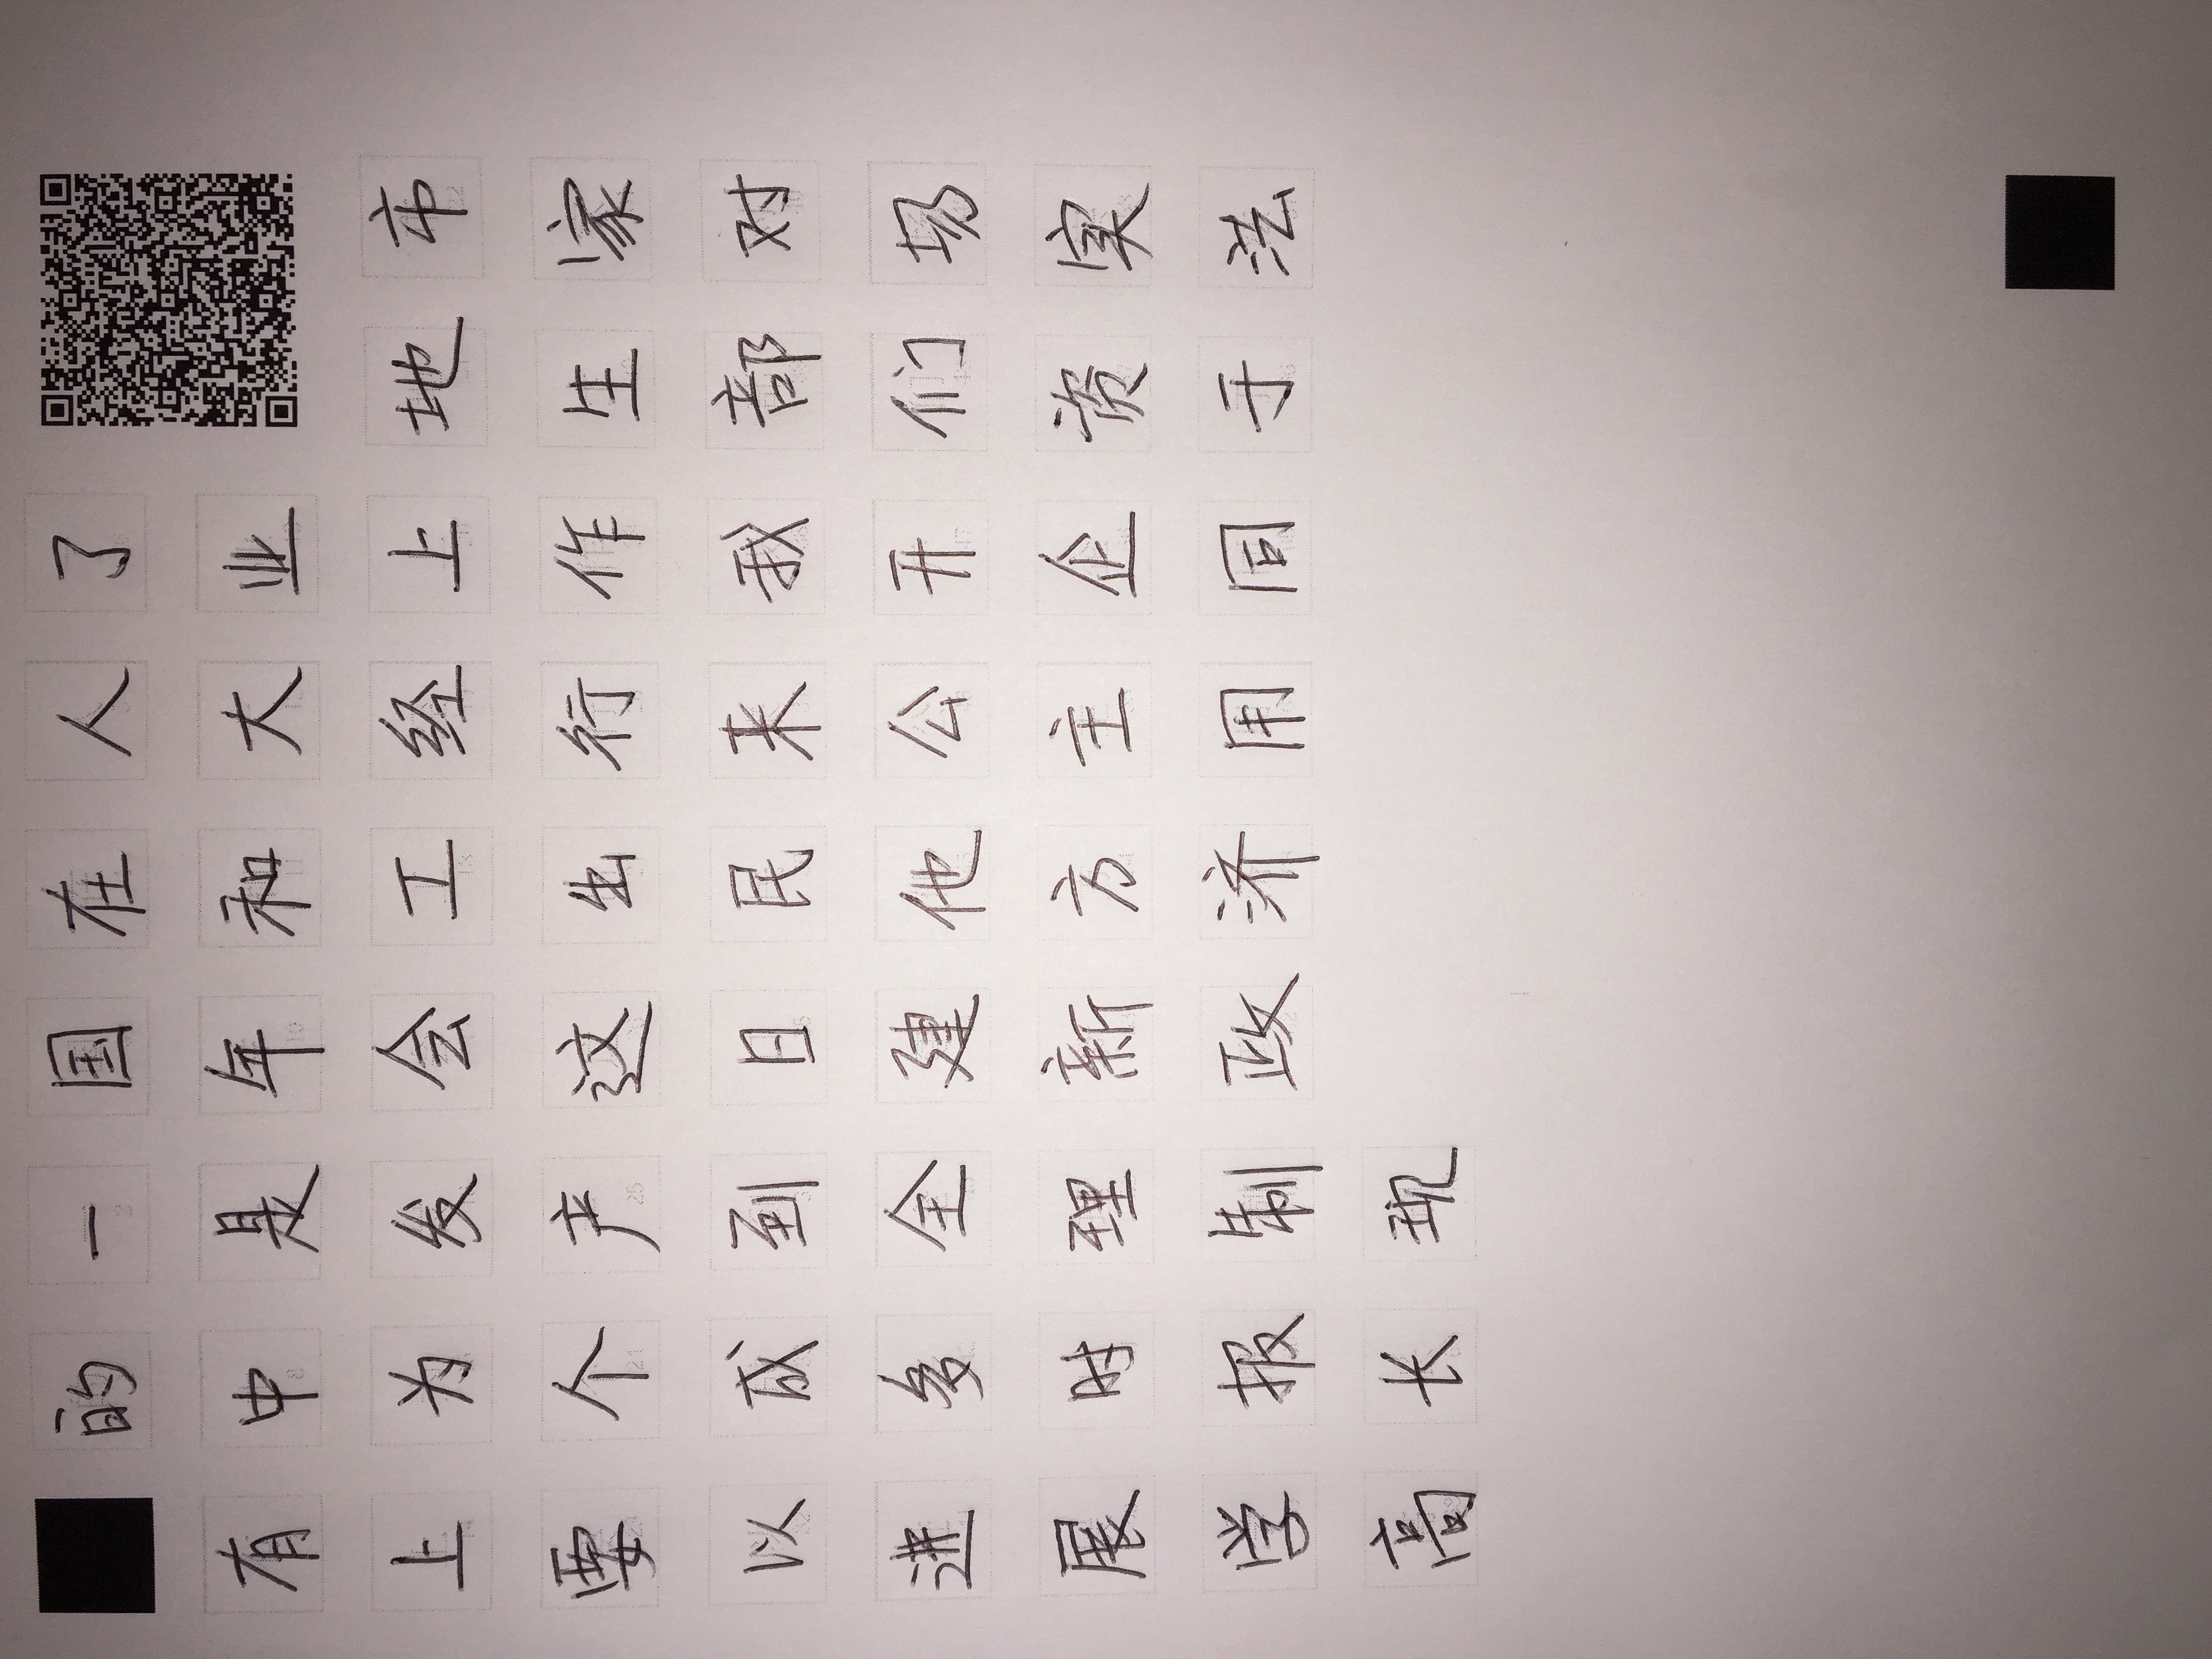 的一国在人了
有中是年和大业
上为发会工经上地市
要个产这出行作生家
以成到日民来我部对
进多全建他公开们场
展时理新方主企资实
学报制政济用同于法
高长现